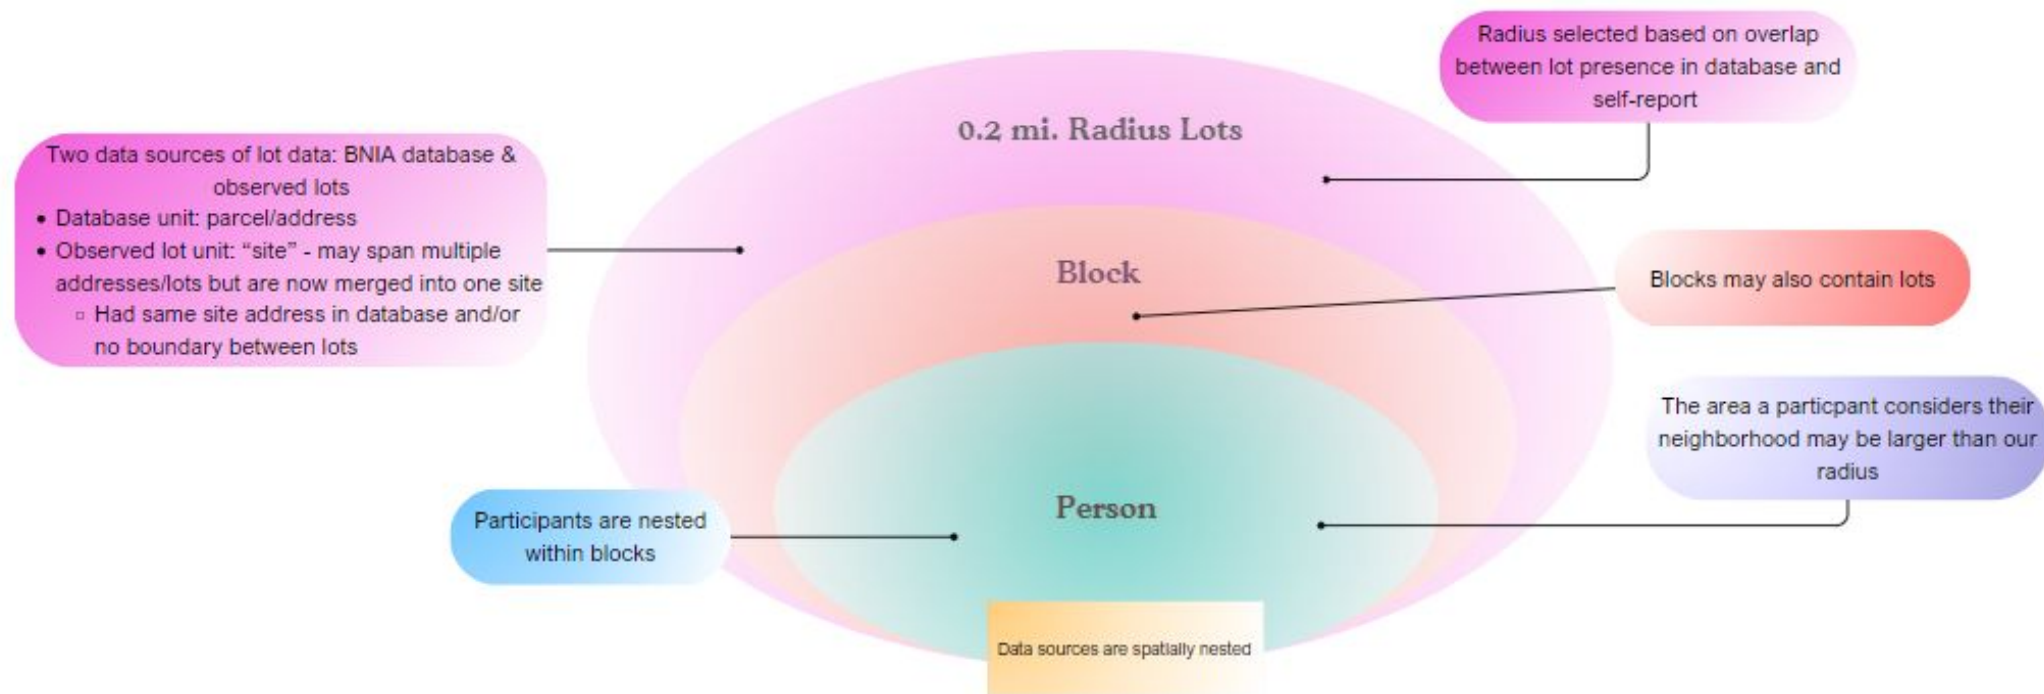 Radius selected based on overlap
between lot presence in database and
self-report
0.2 mi. Radius Lots
Two data sources of lot data: BNIA database &
observed lots
• Database unit: parcel/address
• Observed lot unit: “site” - may span multiple
addresses/lots but are now merged into one site
▫ Had same site address in database and/or
no boundary between lots
Block
Blocks may also contain lots
The area a particpant considers their
neighborhood may be larger than our
radius
Person
Participants are nested
within blocks
Data sources are spatially nested